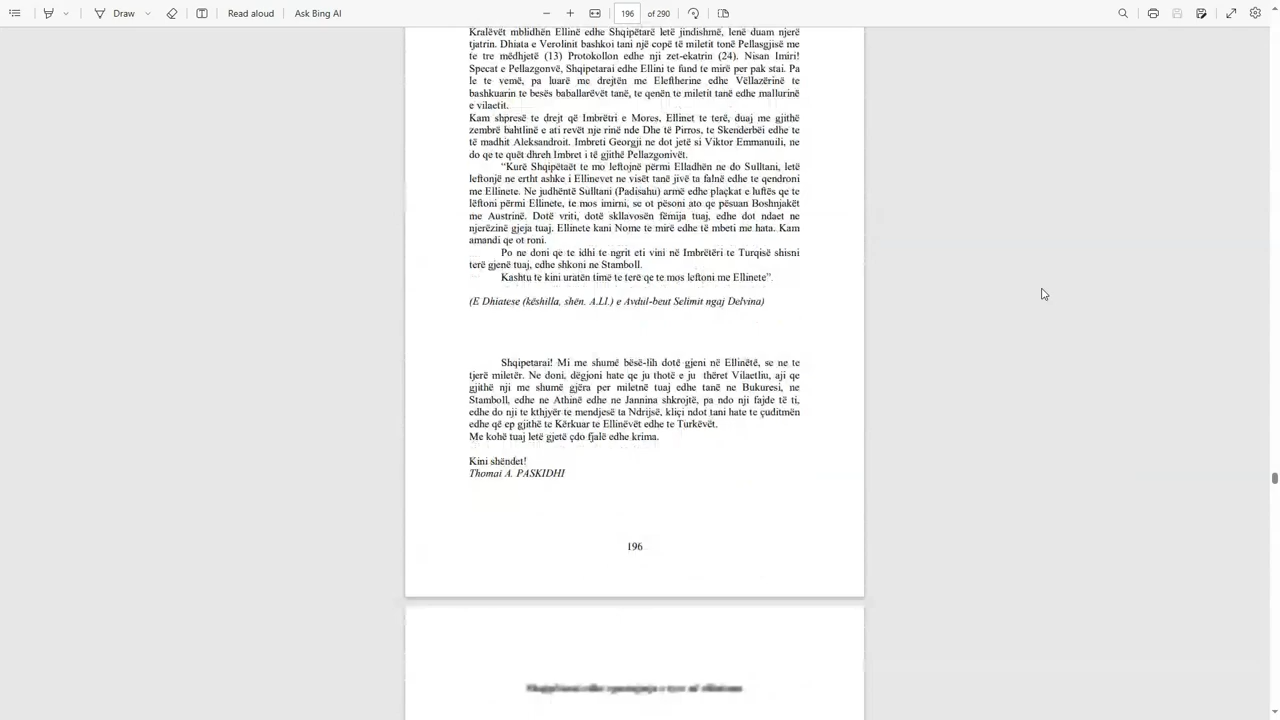 Draw
Read aloud
Ask Bing AI
196
of 290
Kralëvët mblidhën Ellinë edhe Shqipëtarë letë jindishmë, lenë duam njerë
tjatrin. Dhiata e Verolinit bashkoi tani një copë të miletit tonë Pellasgjisë me
te tre mëdhjetë (13) Protokollon edhe nji zet-ekatrin (24). Nisan Imiri!
Specat e Pellazgonvë, Shqipetarai edhe Ellini te fund te mirë per pak stai. Pa
le te vemë, pa luarë me drejtën me Eleftherine edhe Vëllazërinë te
bashkuarin te besës baballarëvët tanë, te qenën te miletit tanë edhe mallurinë
e vilaetit.
Kam shpresë te drejt që Imbrëtri e Mores, Ellinet te terë, duaj me gjithë
zembrë bahtlinë e ati revët nje rinë nde Dhe të Pirros, te Skenderbëi edhe te
të madhit Aleksandroit. Imbreti Georgji ne dot jetë si Viktor Emmanuili, ne
do qe te quët dhreh Imbret i të gjithë Pellazgonivët.
“Kurë Shqipëtaët te mo leftojnë përmi Elladhën ne do Sulltani, letë
leftonjë ne ertht ashke i Ellinevet ne visët tanë jivë ta falnë edhe te qendroni
me Ellinete. Ne judhëntë Sulltani (Padisahu) armë edhe plaçkat e luftës qe te
lëftoni përmi Ellinete, te mos imirni, se ot pësoni ato qe pësuan Boshnjakët
me Austrinë. Dotë vriti, dotë skllavosën fëmija tuaj, edhe dot ndaet ne
njerëzinë gjeja tuaj. Ellinete kani Nome te mirë edhe të mbeti me hata. Kam
amandi qe ot roni.
Po ne doni qe te idhi te ngrit eti vini në Imbrëtëri te Turqisë shisni
terë gjenë tuaj, edhe shkoni ne Stamboll.
Kashtu te kini uratën timë te terë qe te mos leftoni me Ellinete”.
(E Dhiatese (këshilla, shën. A.Ll.) e Avdul-beut Selimit ngaj Delvina)
Shqipetarai! Mi me shumë bësë-lih dotë gjeni në Ellinëtë, se ne te
tjerë miletër. Ne doni, dëgjoni hate qe ju thotë e ju thëret Vilaetliu, aji qe
gjithë nji me shumë gjëra per miletnë tuaj edhe tanë ne Bukuresi, ne
Stamboll, edhe ne Athinë edhe ne Jannina shkrojtë, pa ndo nji fajde të ti,
edhe do nji te kthjyër te mendjesë ta Ndrijsë, kliçi ndot tani hate te çuditmën
edhe që ep gjithë te Kërkuar te Ellinëvët edhe te Turkëvët.
Me kohë tuaj letë gjetë çdo fjalë edhe krima.
Kini shëndet!
Thomai A. PASKIDHI
196